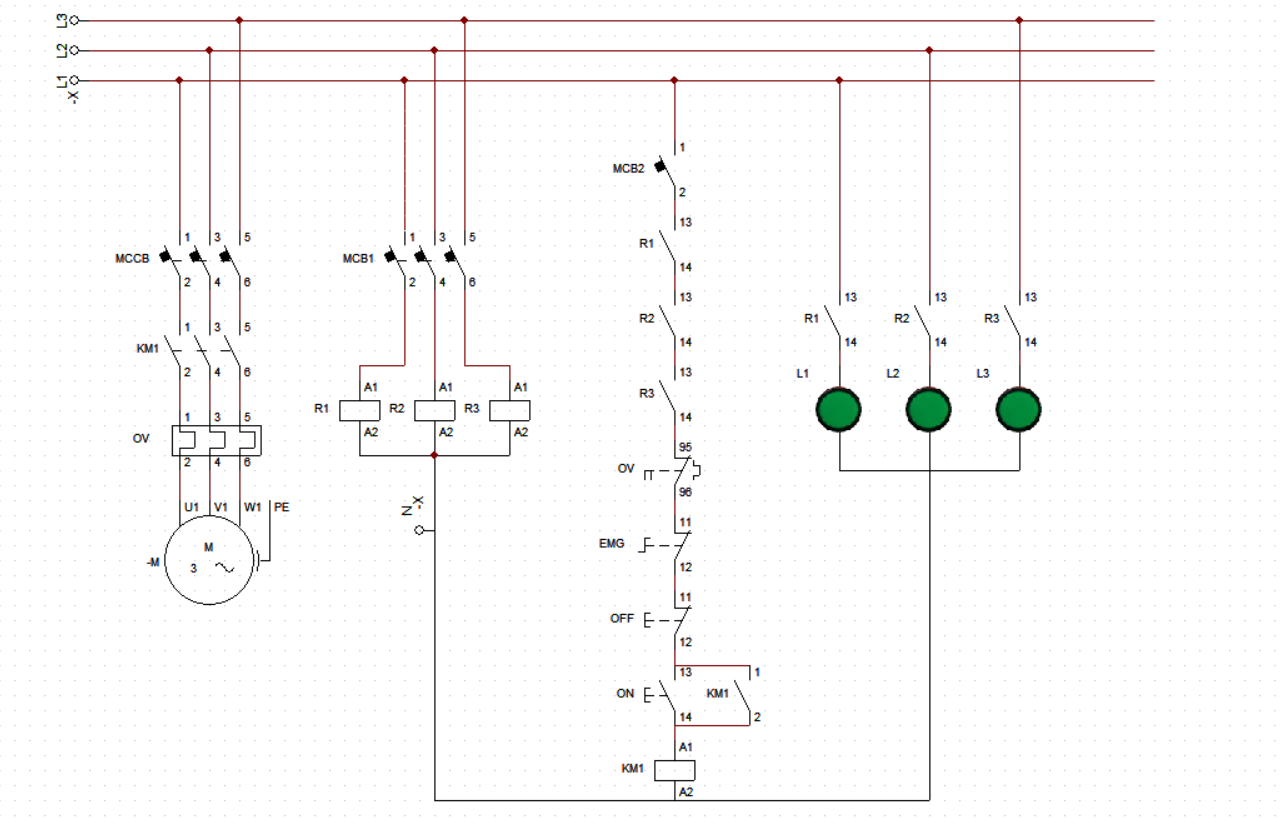 L3
L2
L1
-X
1
MCB2
2
13
R1
14
1 3 5
MCCB
2 4 6
1 3 5
MCB1
2 4 6
13
R2
14
13 13 13
R1 R2 R3
14 14 14
1 3 5
KM1
2 4 6
L1 L2 L3
13
R3
14
A1 A1 A1
R1 R2 R3
A2 A2 A2
1 3 5
OV
2 4 6
95
OV
96
U1 V1 W1 PE
M
-M 3
N -X
11
EMG
12
11
OFF
12
13 1
ON KM1
14 2
A1
KM1
A2